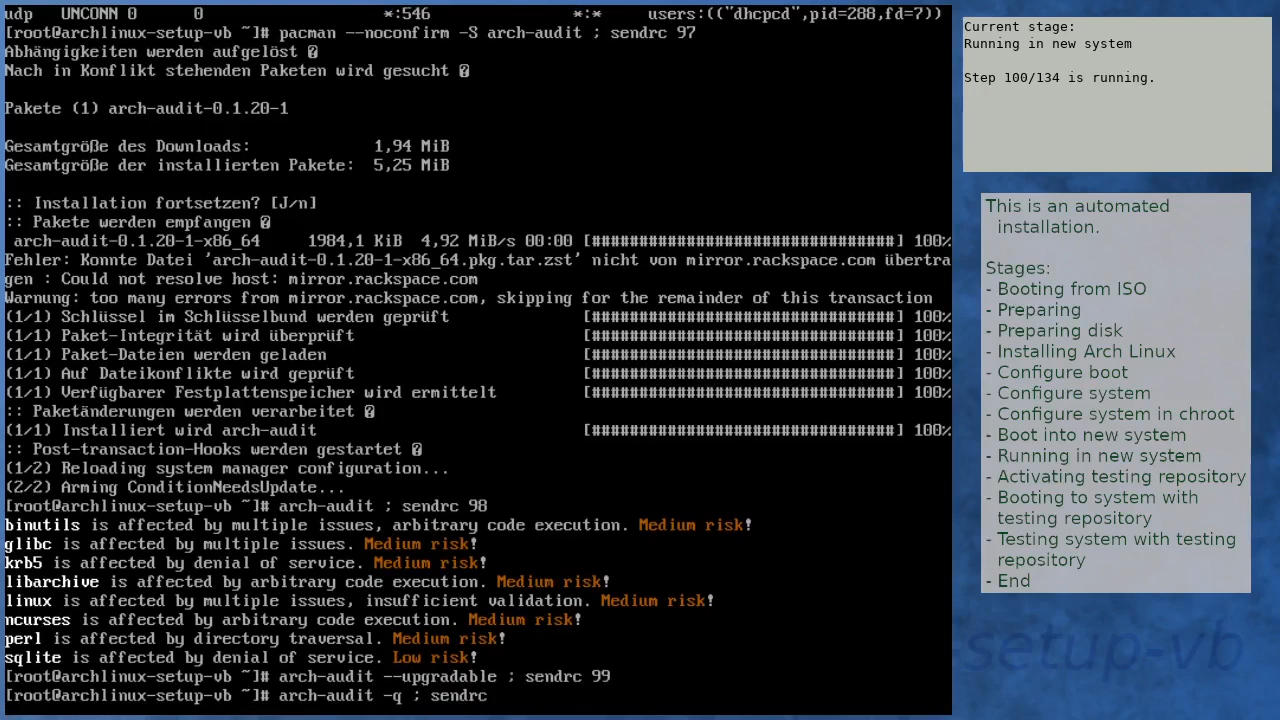 udp   UNCONN 0      0                   *:546               *:*     users:(("dhcpcd",pid=288,fd=7))
[root@archlinux-setup-vb ~]# pacman --noconfirm -S arch-audit ; sendrc 97
Abhängigkeiten werden aufgelöst �
Nach in Konflikt stehenden Paketen wird gesucht �
Pakete (1) arch-audit-0.1.20-1
Gesamtgröße des Downloads:             1,94 MiB
Gesamtgröße der installierten Pakete:  5,25 MiB
:: Installation fortsetzen? [J/n]
:: Pakete werden empfangen �
 arch-audit-0.1.20-1-x86_64     1984,1 KiB  4,92 MiB/s 00:00 [################################] 100%
Fehler: Konnte Datei 'arch-audit-0.1.20-1-x86_64.pkg.tar.zst' nicht von mirror.rackspace.com übertra
gen : Could not resolve host: mirror.rackspace.com
Warnung: too many errors from mirror.rackspace.com, skipping for the remainder of this transaction
(1/1) Schlüssel im Schlüsselbund werden geprüft              [################################] 100%
(1/1) Paket-Integrität wird überprüft                        [################################] 100%
(1/1) Paket-Dateien werden geladen                           [################################] 100%
(1/1) Auf Dateikonflikte wird geprüft                        [################################] 100%
(1/1) Verfügbarer Festplattenspeicher wird ermittelt         [################################] 100%
:: Paketänderungen werden verarbeitet �
(1/1) Installiert wird arch-audit                            [################################] 100%
:: Post-transaction-Hooks werden gestartet �
(1/2) Reloading system manager configuration...
(2/2) Arming ConditionNeedsUpdate...
[root@archlinux-setup-vb ~]# arch-audit ; sendrc 98
binutils is affected by multiple issues, arbitrary code execution. Medium risk!
glibc is affected by multiple issues. Medium risk!
krb5 is affected by denial of service. Medium risk!
libarchive is affected by arbitrary code execution. Medium risk!
linux is affected by multiple issues, insufficient validation. Medium risk!
ncurses is affected by arbitrary code execution. Medium risk!
perl is affected by directory traversal. Medium risk!
sqlite is affected by denial of service. Low risk!
[root@archlinux-setup-vb ~]# arch-audit --upgradable ; sendrc 99
[root@archlinux-setup-vb ~]# arch-audit -q ; sendrc
Current stage:
Running in new system
Step 100/134 is running.
This is an automated
installation.
Stages:
- Booting from ISO
- Preparing
- Preparing disk
- Installing Arch Linux
- Configure boot
- Configure system
- Configure system in chroot
- Boot into new system
- Running in new system
- Activating testing repository
- Booting to system with
testing repository
- Testing system with testing
repository
- End
-setup-vb